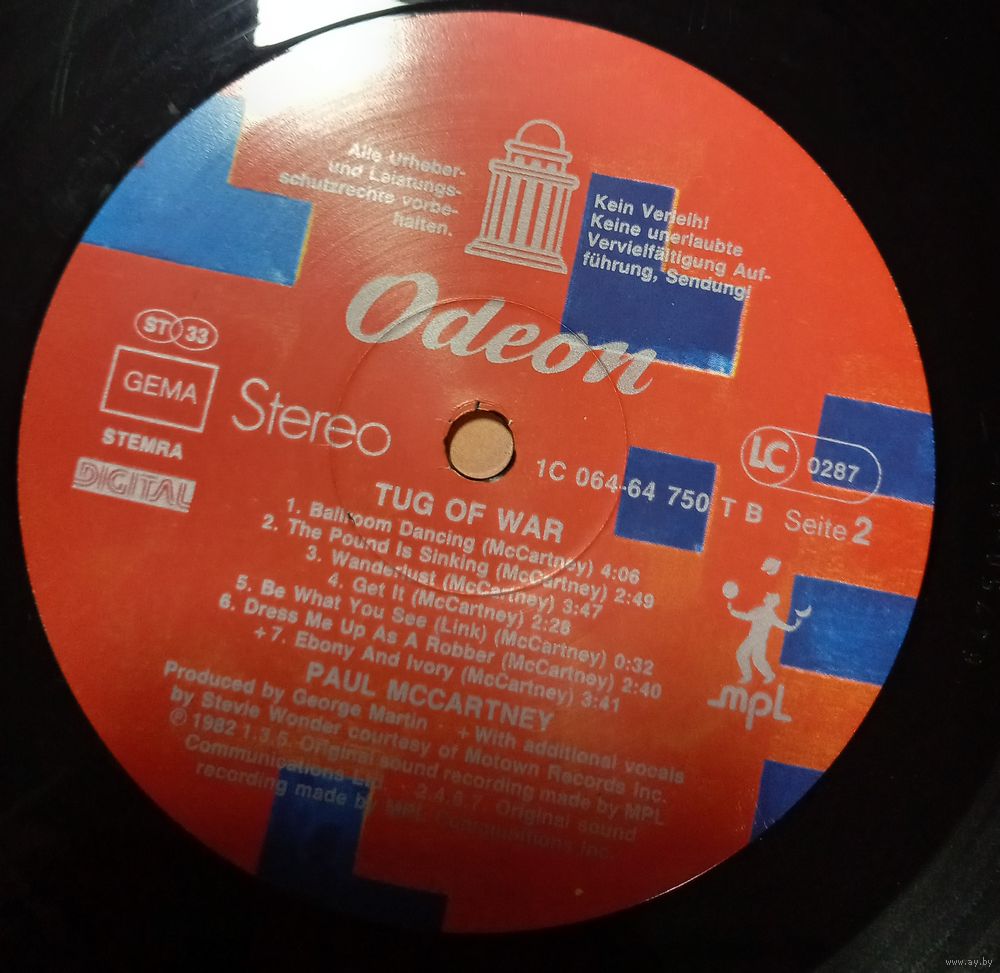 Alle Urheber-
und Leistungs-
schutzrechte vorbe-
halten.
Kein Verleih!
Keine unerlaubte
Vervielfältigung Auf-
führung, Sendung!
Odeon
ST 33
GEMA
STEMRA
DIGITAL
Stereo
1C 064-64 750 T B
LC 0287
Seite 2
TUG OF WAR
1. Ballroom Dancing (McCartney) 4:06
2. The Pound Is Sinking (McCartney) 2:49
3. Wanderlust (McCartney) 3:47
4. Get It (McCartney) 2:28
5. Be What You See (Link) (McCartney) 0:32
6. Dress Me Up As A Robber (McCartney) 2:40
+ 7. Ebony And Ivory (McCartney) 3:41
PAUL MCCARTNEY
Produced by George Martin + With additional vocals
by Stevie Wonder courtesy of Motown Records Inc.
℗ 1982 1.3.5. Original sound recording made by MPL
Communications Ltd. · 2.4.6.7. Original sound
recording made by MPL Communications Inc.
mpl
www.ay.by